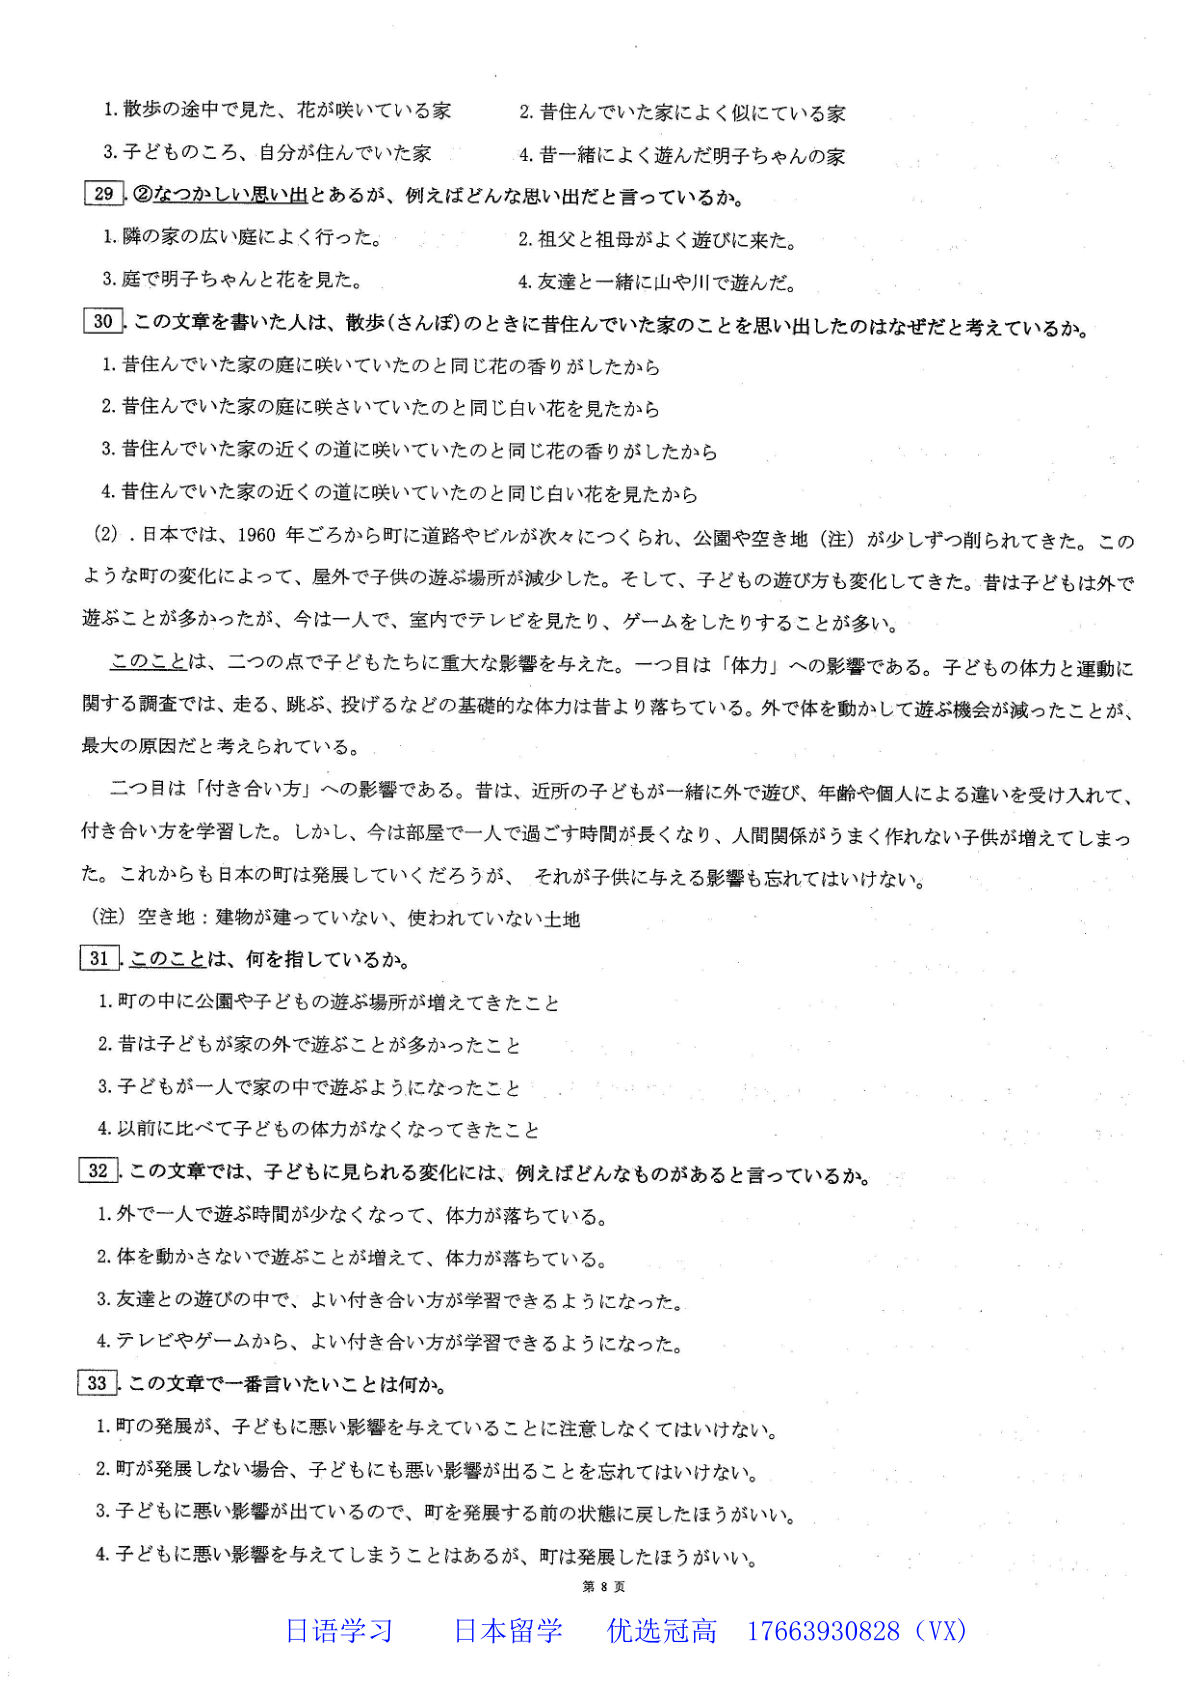 1. 散歩の途中で見た、花が咲いている家 2. 昔住んでいた家によく似にている家
3. 子どものころ、自分が住んでいた家 4. 昔一緒によく遊んだ明子ちゃんの家
29. ②なつかしい思い出とあるが、例えばどんな思い出だと言っているか。
1. 隣の家の広い庭によく行った。 2. 祖父と祖母がよく遊びに来た。
3. 庭で明子ちゃんと花を見た。 4. 友達と一緒に山や川で遊んだ。
30. この文章を書いた人は、散歩(さんぽ)のときに昔住んでいた家のことを思い出したのはなぜだと考えているか。
1. 昔住んでいた家の庭に咲いていたのと同じ花の香りがしたから
2. 昔住んでいた家の庭に咲さいていたのと同じ白い花を見たから
3. 昔住んでいた家の近くの道に咲いていたのと同じ花の香りがしたから
4. 昔住んでいた家の近くの道に咲いていたのと同じ白い花を見たから
（2）. 日本では、1960 年ごろから町に道路やビルが次々につくられ、公園や空き地（注）が少しずつ削られてきた。この
ような町の変化によって、屋外で子供の遊ぶ場所が減少した。そして、子どもの遊び方も変化してきた。昔は子どもは外で
遊ぶことが多かったが、今は一人で、室内でテレビを見たり、ゲームをしたりすることが多い。
このことは、二つの点で子どもたちに重大な影響を与えた。一つ目は「体力」への影響である。子どもの体力と運動に
関する調査では、走る、跳ぶ、投げるなどの基礎的な体力は昔より落ちている。外で体を動かして遊ぶ機会が減ったことが、
最大の原因だと考えられている。
二つ目は「付き合い方」への影響である。昔は、近所の子どもが一緒に外で遊び、年齢や個人による違いを受け入れて、
付き合い方を学習した。しかし、今は部屋で一人で過ごす時間が長くなり、人間関係がうまく作れない子供が増えてしまっ
た。これからも日本の町は発展していくだろうが、 それが子供に与える影響も忘れてはいけない。
（注）空き地：建物が建っていない、使われていない土地
31. このことは、何を指しているか。
1. 町の中に公園や子どもの遊ぶ場所が増えてきたこと
2. 昔は子どもが家の外で遊ぶことが多かったこと
3. 子どもが一人で家の中で遊ぶようになったこと
4. 以前に比べて子どもの体力がなくなってきたこと
32. この文章では、子どもに見られる変化には、例えばどんなものがあると言っているか。
1. 外で一人で遊ぶ時間が少なくなって、体力が落ちている。
2. 体を動かさないで遊ぶことが増えて、体力が落ちている。
3. 友達との遊びの中で、よい付き合い方が学習できるようになった。
4. テレビやゲームから、よい付き合い方が学習できるようになった。
33. この文章で一番言いたいことは何か。
1. 町の発展が、子どもに悪い影響を与えていることに注意しなくてはいけない。
2. 町が発展しない場合、子どもにも悪い影響が出ることを忘れてはいけない。
3. 子どもに悪い影響が出ているので、町を発展する前の状態に戻したほうがいい。
4. 子どもに悪い影響を与えてしまうことはあるが、町は発展したほうがいい。
第 8 页
日语学习 日本留学 优选冠高 17663930828（VX）